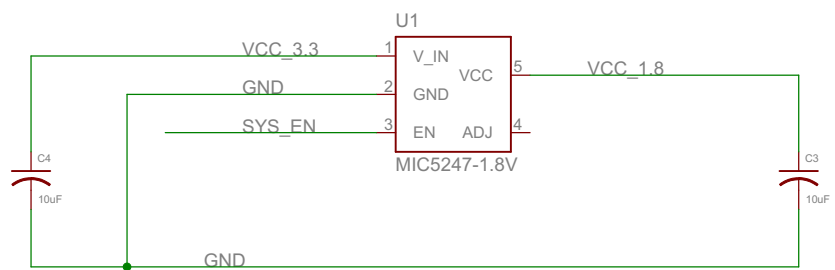 U1
VCC_3.3 1 V_IN
VCC 5 VCC_1.8
GND 2 GND
SYS_EN 3 EN ADJ 4
MIC5247-1.8V
C4 C3
10uF 10uF
GND